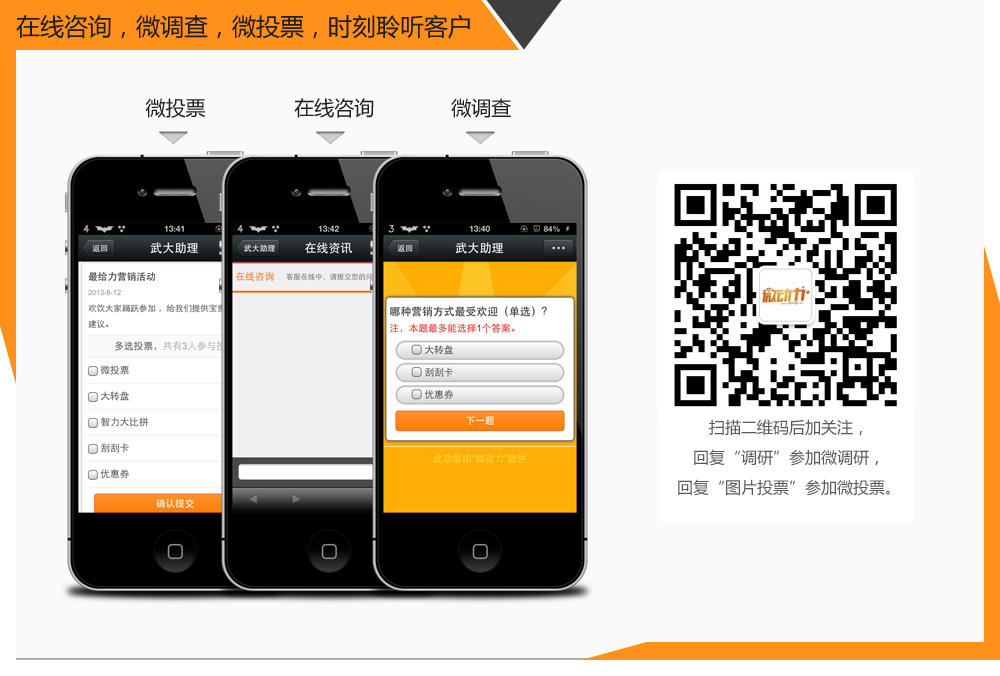 在线咨询，微调查，微投票，时刻聆听客户
微投票
在线咨询
微调查
4 13:41
返回 武大助理
最给力营销活动
2013-8-12
欢饮大家踊跃参加，给我们提供宝贵
建议。
多选投票，共有3人参与投
微投票
大转盘
智力大比拼
刮刮卡
优惠券
确认提交
4 13:42
武大助理 在线资讯
在线咨询 客服在线中，请提交您的问
3 13:40 84%
返回 武大助理
哪种营销方式最受欢迎（单选）？
注，本题最多能选择1个答案。
大转盘
刮刮卡
优惠券
下一题
此功能由“微动力”提供
扫描二维码后加关注，
回复“调研”参加微调研，
回复“图片投票”参加微投票。